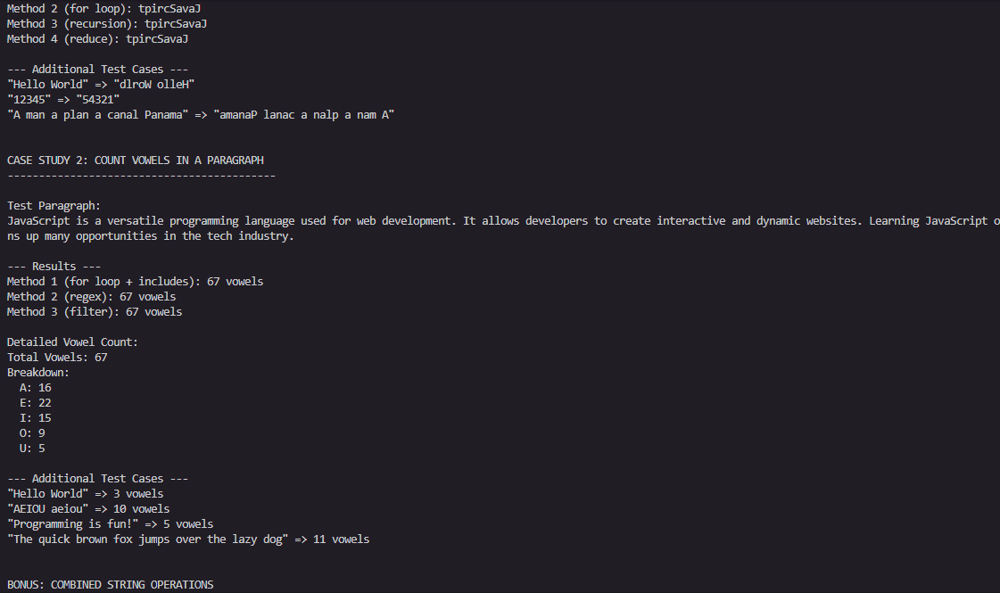 Method 2 (for loop): tpircSavaJ
Method 3 (recursion): tpircSavaJ
Method 4 (reduce): tpircSavaJ
--- Additional Test Cases ---
"Hello World" => "dlroW olleH"
"12345" => "54321"
"A man a plan a canal Panama" => "amanaP lanac a nalp a nam A"
CASE STUDY 2: COUNT VOWELS IN A PARAGRAPH
-------------------------------------------
Test Paragraph:
JavaScript is a versatile programming language used for web development. It allows developers to create interactive and dynamic websites. Learning JavaScript o
ns up many opportunities in the tech industry.
--- Results ---
Method 1 (for loop + includes): 67 vowels
Method 2 (regex): 67 vowels
Method 3 (filter): 67 vowels
Detailed Vowel Count:
Total Vowels: 67
Breakdown:
A: 16
E: 22
I: 15
O: 9
U: 5
--- Additional Test Cases ---
"Hello World" => 3 vowels
"AEIOU aeiou" => 10 vowels
"Programming is fun!" => 5 vowels
"The quick brown fox jumps over the lazy dog" => 11 vowels
BONUS: COMBINED STRING OPERATIONS